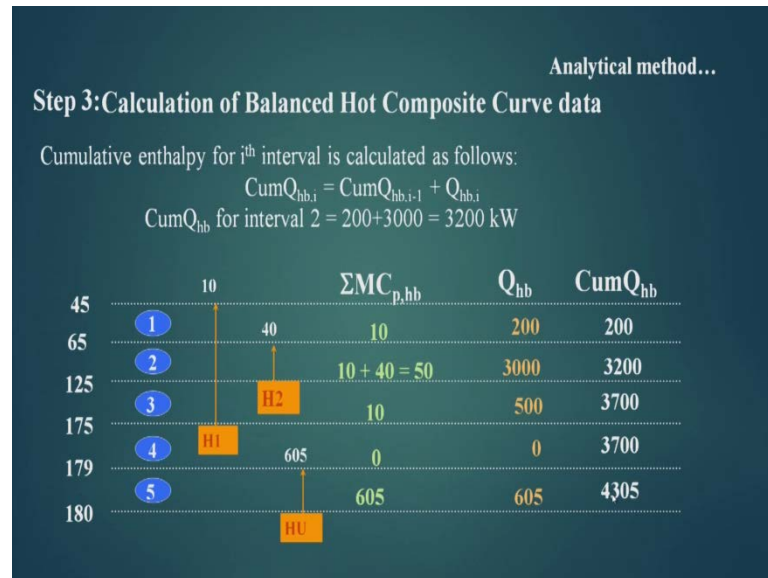 Analytical method...
Step 3:Calculation of Balanced Hot Composite Curve data
Cumulative enthalpy for ith interval is calculated as follows:
CumQhb,i = CumQhb,i-1 + Qhb,i
CumQhb for interval 2 = 200+3000 = 3200 kW
10 ΣMCp,hb Qhb CumQhb
45
1 40 10 200 200
65
2 10 + 40 = 50 3000 3200
125
3 H2 10 500 3700
175
H1 4 605 0 0 3700
179
5 605 605 4305
180
HU